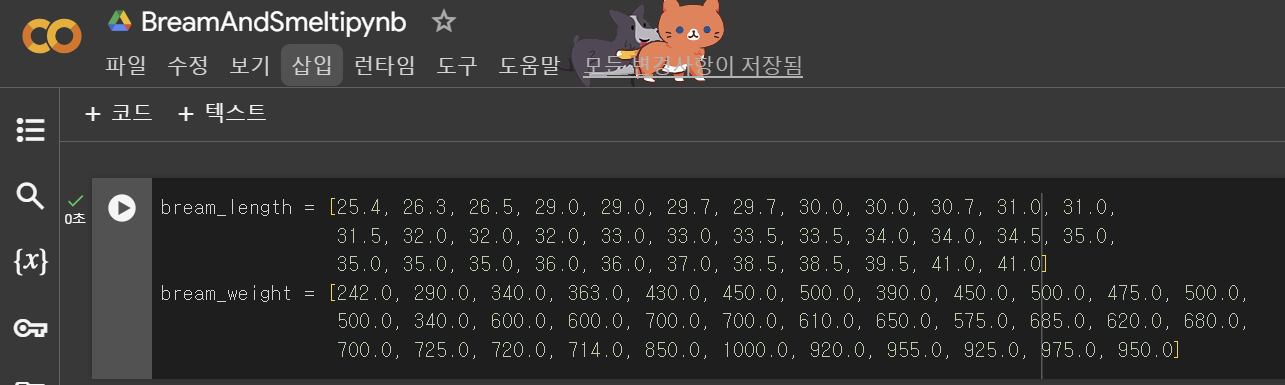 BreamAndSmeltipynb
파일 수정 보기 삽입 런타임 도구 도움말 모든 변경사항이 저장됨
+ 코드 + 텍스트
0초
{x}
bream_length = [25.4, 26.3, 26.5, 29.0, 29.0, 29.7, 29.7, 30.0, 30.0, 30.7, 31.0, 31.0,
31.5, 32.0, 32.0, 32.0, 33.0, 33.0, 33.5, 33.5, 34.0, 34.0, 34.5, 35.0,
35.0, 35.0, 35.0, 36.0, 36.0, 37.0, 38.5, 38.5, 39.5, 41.0, 41.0]
bream_weight = [242.0, 290.0, 340.0, 363.0, 430.0, 450.0, 500.0, 390.0, 450.0, 500.0, 475.0, 500.0,
500.0, 340.0, 600.0, 600.0, 700.0, 700.0, 610.0, 650.0, 575.0, 685.0, 620.0, 680.0,
700.0, 725.0, 720.0, 714.0, 850.0, 1000.0, 920.0, 955.0, 925.0, 975.0, 950.0]